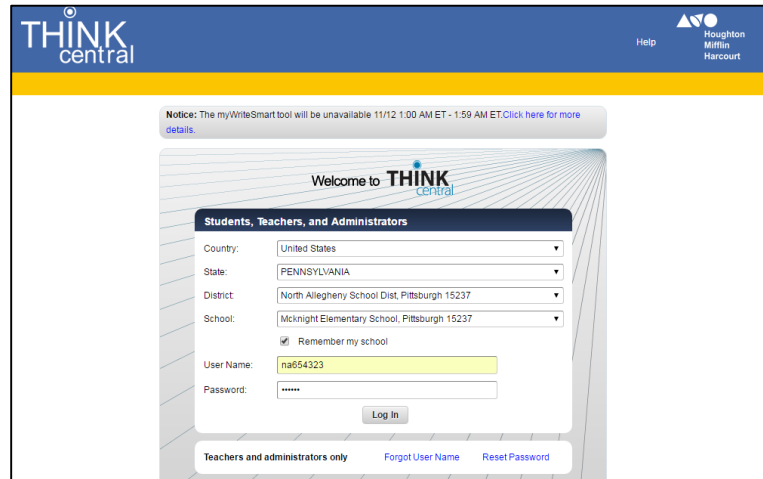 THINK
central
Help
Houghton
Mifflin
Harcourt
Notice: The myWriteSmart tool will be unavailable 11/12 1:00 AM ET - 1:59 AM ET.Click here for more
details.
Welcome to THINK
central
Students, Teachers, and Administrators
Country: United States
State: PENNSYLVANIA
District: North Allegheny School Dist, Pittsburgh 15237
School: Mcknight Elementary School, Pittsburgh 15237
Remember my school
User Name: na654323
Password: ••••••
Log In
Teachers and administrators only Forgot User Name Reset Password